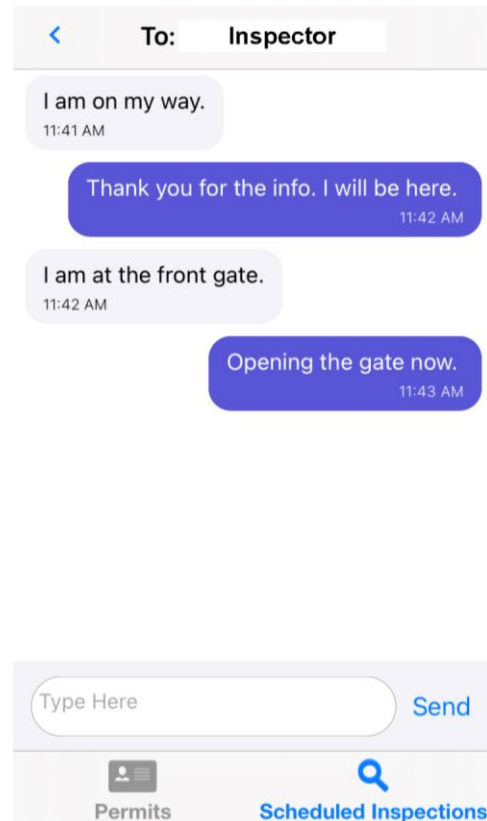 To: Inspector
I am on my way.
11:41 AM
Thank you for the info. I will be here.
11:42 AM
I am at the front gate.
11:42 AM
Opening the gate now.
11:43 AM
Type Here
Send
Permits
Scheduled Inspections